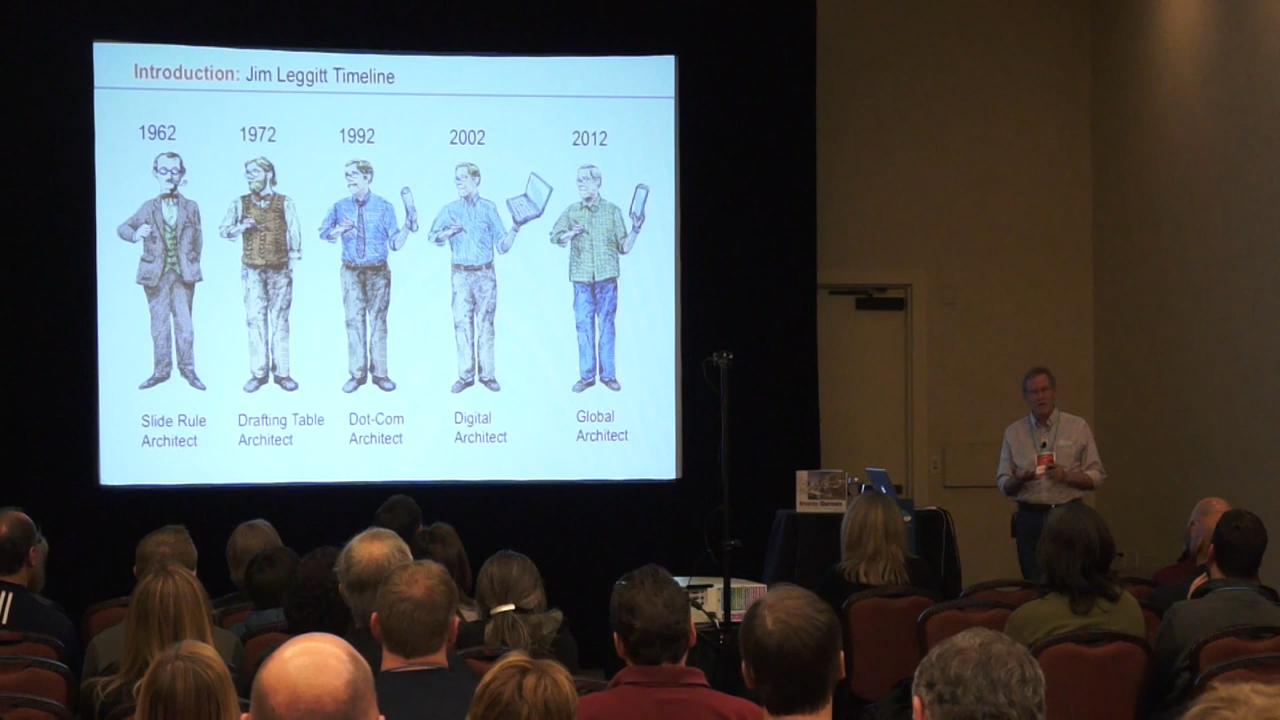 Introduction: Jim Leggitt Timeline
1962 1972 1992 2002 2012
Slide Rule Architect
Drafting Table Architect
Dot-Com Architect
Digital Architect
Global Architect